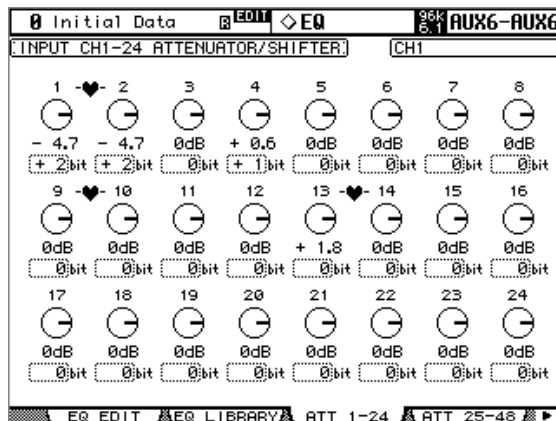 0 Initial Data R EDIT ◇EQ 96k 6.1 AUX6-AUX6
INPUT CH1-24 ATTENUATOR/SHIFTER CH1
1 -♥- 2 3 4 5 6 7 8
- 4.7 - 4.7 0dB + 0.6 0dB 0dB 0dB 0dB
+ 2bit + 2bit 0bit + 1bit 0bit 0bit 0bit 0bit
9 -♥- 10 11 12 13 -♥- 14 15 16
0dB 0dB 0dB 0dB + 1.8 0dB 0dB 0dB
0bit 0bit 0bit 0bit 0bit 0bit 0bit 0bit
17 18 19 20 21 22 23 24
0dB 0dB 0dB 0dB 0dB 0dB 0dB 0dB
0bit 0bit 0bit 0bit 0bit 0bit 0bit 0bit
EQ EDIT EQ LIBRARY ATT 1-24 ATT 25-48